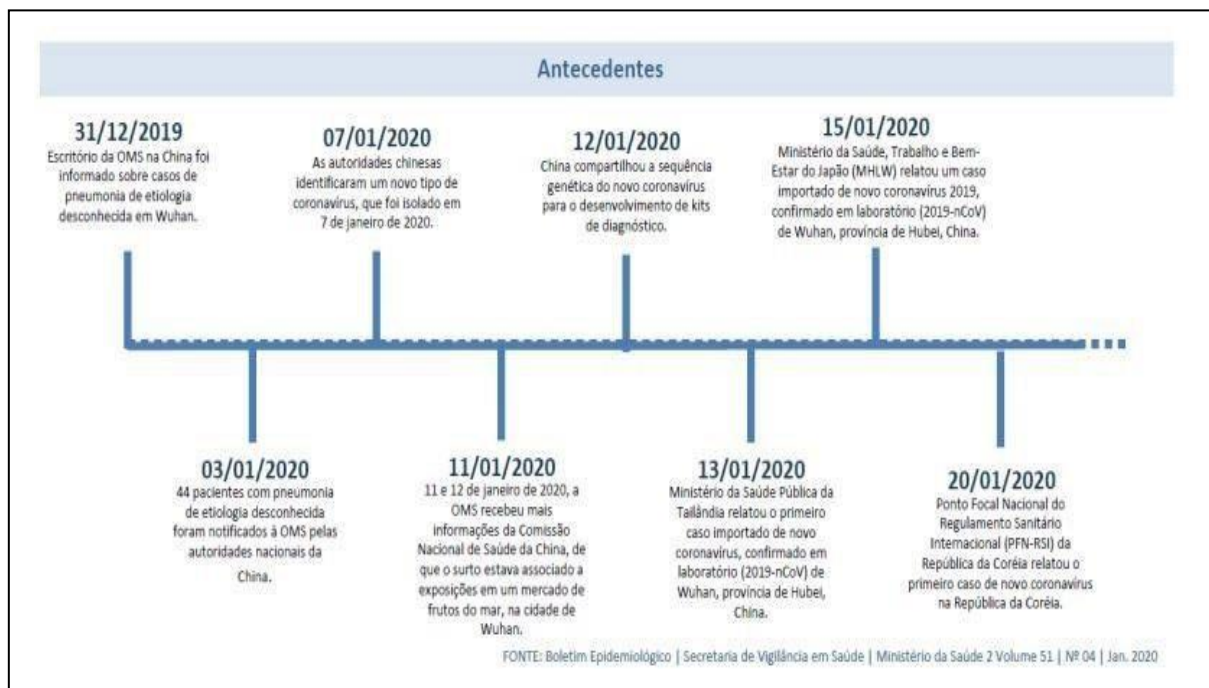 Antecedentes
31/12/2019
Escritório da OMS na China foi
informado sobre casos de
pneumonia de etiologia
desconhecida em Wuhan.
03/01/2020
44 pacientes com pneumonia
de etiologia desconhecida
foram notificados à OMS pelas
autoridades nacionais da
China.
07/01/2020
As autoridades chinesas
identificaram um novo tipo de
coronavírus, que foi isolado em
7 de janeiro de 2020.
11/01/2020
11 e 12 de janeiro de 2020, a
OMS recebeu mais
informações da Comissão
Nacional de Saúde da China, de
que o surto estava associado a
exposições em um mercado de
frutos do mar, na cidade de
Wuhan.
12/01/2020
China compartilhou a sequência
genética do novo coronavírus
para o desenvolvimento de kits
de diagnóstico.
13/01/2020
Ministério da Saúde Pública da
Tailândia relatou o primeiro
caso importado de novo
coronavírus, confirmado em
laboratório (2019-nCoV) de
Wuhan, província de Hubei,
China.
15/01/2020
Ministério da Saúde, Trabalho e Bem-
Estar do Japão (MHLW) relatou um caso
importado de novo coronavírus 2019,
confirmado em laboratório (2019-nCoV)
de Wuhan, província de Hubei, China.
20/01/2020
Ponto Focal Nacional do
Regulamento Sanitário
Internacional (PFN-RSI) da
República da Coréia relatou o
primeiro caso de novo coronavírus
na República da Coréia.
FONTE: Boletim Epidemiológico | Secretaria de Vigilância em Saúde | Ministério da Saúde 2 Volume 51 | Nº 04 | Jan. 2020